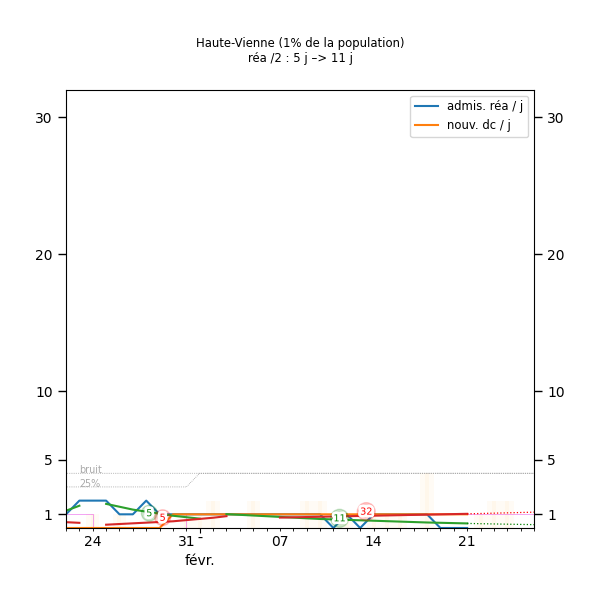 Haute-Vienne (1% de la population)
réa /2 : 5 j –> 11 j
admis. réa / j
nouv. dc / j
30 30
20 20
10 10
5 5
bruit
25%
5 5 11 32
1 1
24 31 - 07 14 21
févr.